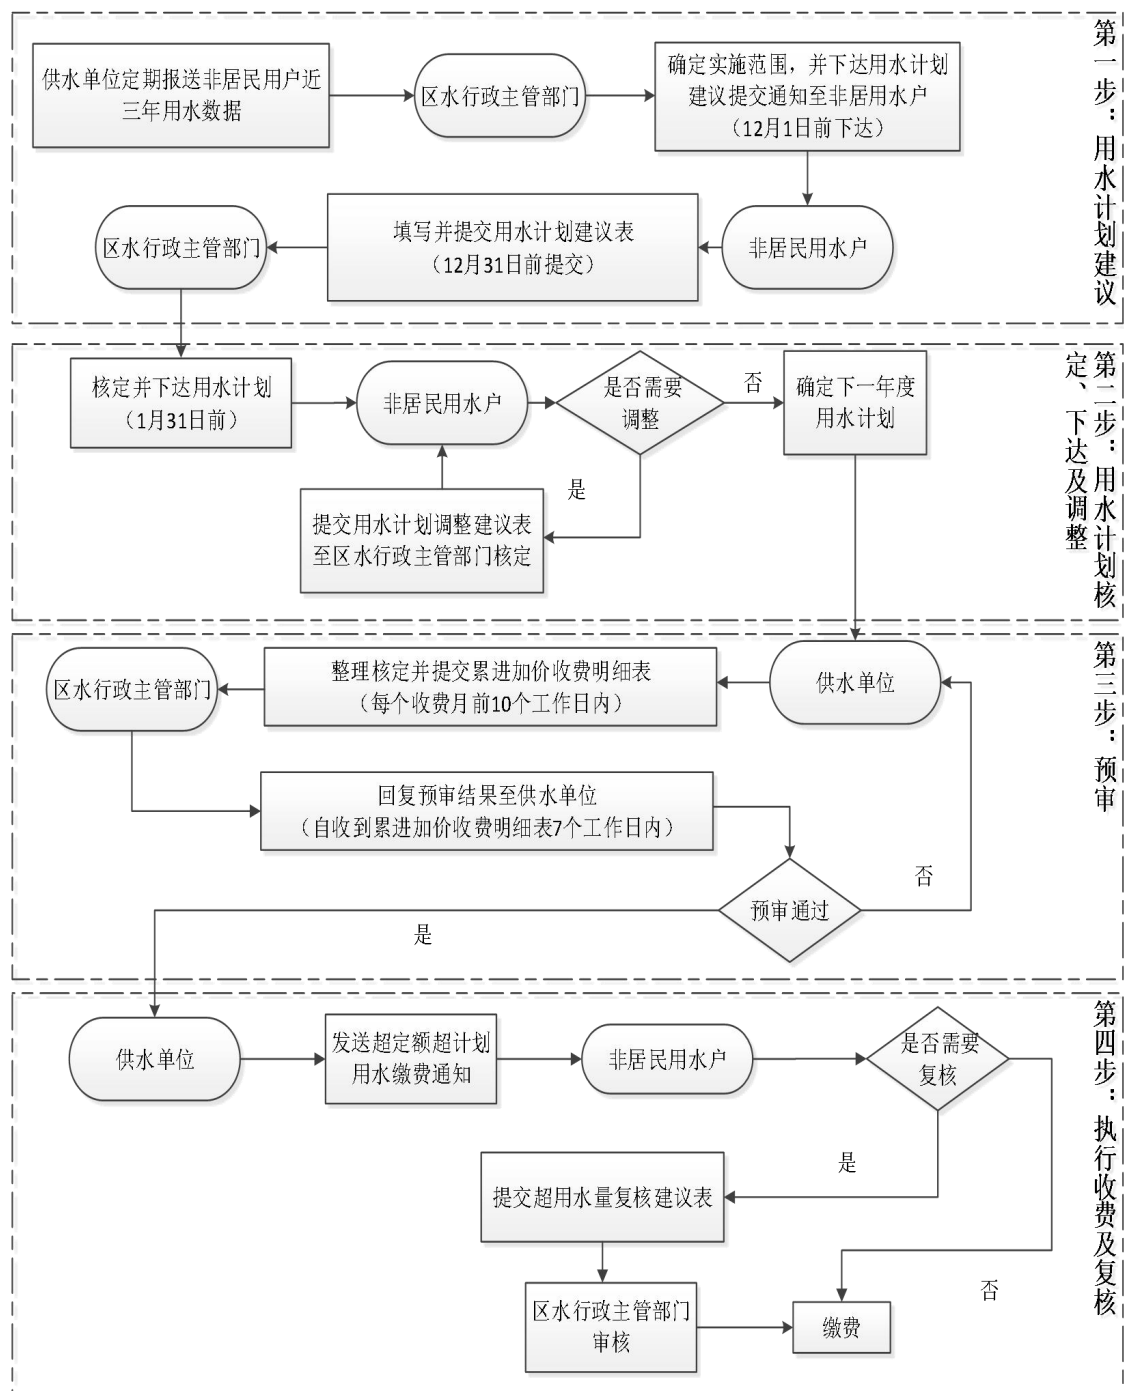 第一步：用水计划建议
供水单位定期报送非居民用户近
三年用水数据
区水行政主管部门
确定实施范围，并下达用水计划
建议提交通知至非居用水户
（12月1日前下达）
非居民用水户
填写并提交用水计划建议表
（12月31日前提交）
区水行政主管部门
第二步：用水计划核
定、下达及调整
核定并下达用水计划
（1月31日前）
非居民用水户
是否需要
调整
否
确定下一年度
用水计划
是
提交用水计划调整建议表
至区水行政主管部门核定
第三步：预审
供水单位
整理核定并提交累进加价收费明细表
（每个收费月前10个工作日内）
区水行政主管部门
回复预审结果至供水单位
（自收到累进加价收费明细表7个工作日内）
预审通过
否
是
第四步：执行收费及复核
供水单位
发送超定额超计划
用水缴费通知
非居民用水户
是否需要
复核
是
提交超用水量复核建议表
否
区水行政主管部门
审核
缴费